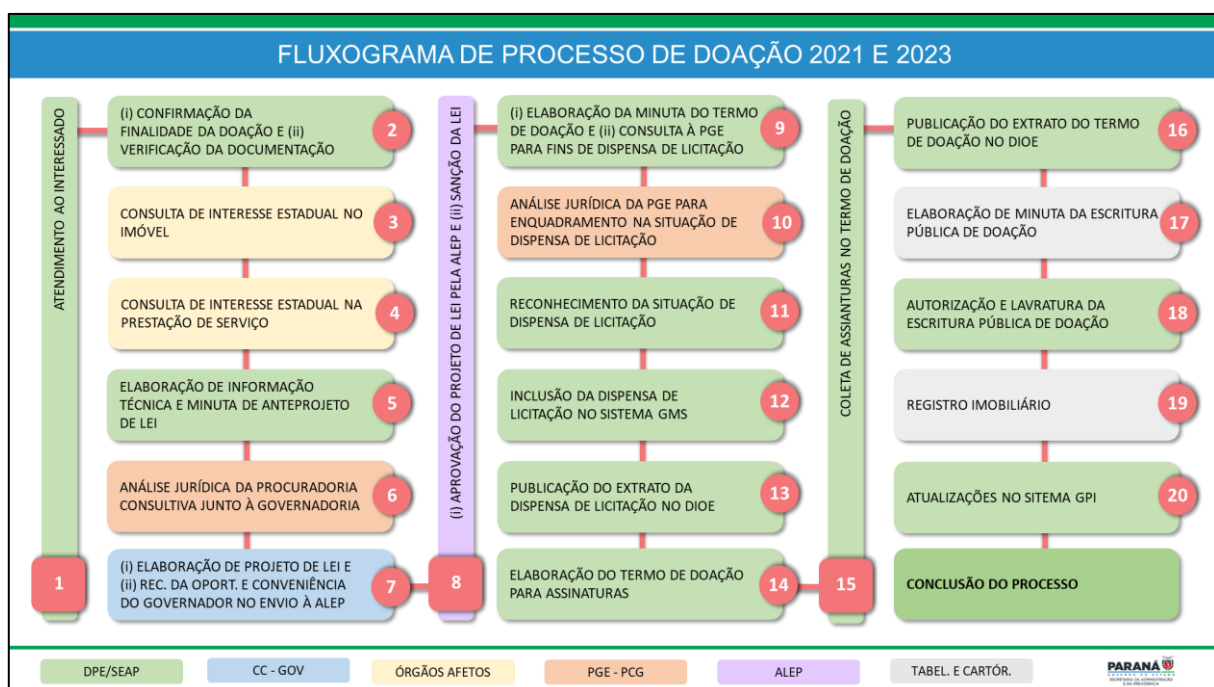 FLUXOGRAMA DE PROCESSO DE DOAÇÃO 2021 E 2023
ATENDIMENTO AO INTERESSADO
1
(i) CONFIRMAÇÃO DA
FINALIDADE DA DOAÇÃO E (ii)
VERIFICAÇÃO DA DOCUMENTAÇÃO
2
CONSULTA DE INTERESSE ESTADUAL NO
IMÓVEL
3
CONSULTA DE INTERESSE ESTADUAL NA
PRESTAÇÃO DE SERVIÇO
4
ELABORAÇÃO DE INFORMAÇÃO
TÉCNICA E MINUTA DE ANTEPROJETO
DE LEI
5
ANÁLISE JURÍDICA DA PROCURADORIA
CONSULTIVA JUNTO À GOVERNADORIA
6
(i) ELABORAÇÃO DE PROJETO DE LEI E
(ii) REC. DA OPORT. E CONVENIÊNCIA
DO GOVERNADOR NO ENVIO À ALEP
7
(i) APROVAÇÃO DO PROJETO DE LEI PELA ALEP E (ii) SANÇÃO DA LEI
8
(i) ELABORAÇÃO DA MINUTA DO TERMO
DE DOAÇÃO E (ii) CONSULTA À PGE
PARA FINS DE DISPENSA DE LICITAÇÃO
9
ANÁLISE JURÍDICA DA PGE PARA
ENQUADRAMENTO NA SITUAÇÃO DE
DISPENSA DE LICITAÇÃO
10
RECONHECIMENTO DA SITUAÇÃO DE
DISPENSA DE LICITAÇÃO
11
INCLUSÃO DA DISPENSA DE
LICITAÇÃO NO SISTEMA GMS
12
PUBLICAÇÃO DO EXTRATO DA
DISPENSA DE LICITAÇÃO NO DIOE
13
ELABORAÇÃO DO TERMO DE DOAÇÃO
PARA ASSINATURAS
14
COLETA DE ASSIANTURAS NO TERMO DE DOAÇÃO
15
PUBLICAÇÃO DO EXTRATO DO TERMO
DE DOAÇÃO NO DIOE
16
ELABORAÇÃO DE MINUTA DA ESCRITURA
PÚBLICA DE DOAÇÃO
17
AUTORIZAÇÃO E LAVRATURA DA
ESCRITURA PÚBLICA DE DOAÇÃO
18
REGISTRO IMOBILIÁRIO
19
ATUALIZAÇÕES NO SITEMA GPI
20
CONCLUSÃO DO PROCESSO
DPE/SEAP
CC - GOV
ÓRGÃOS AFETOS
PGE - PCG
ALEP
TABEL. E CARTÓR.
PARANÁ
GOVERNO DO ESTADO
SECRETARIA DA ADMINISTRAÇÃO
E DA PREVIDÊNCIA